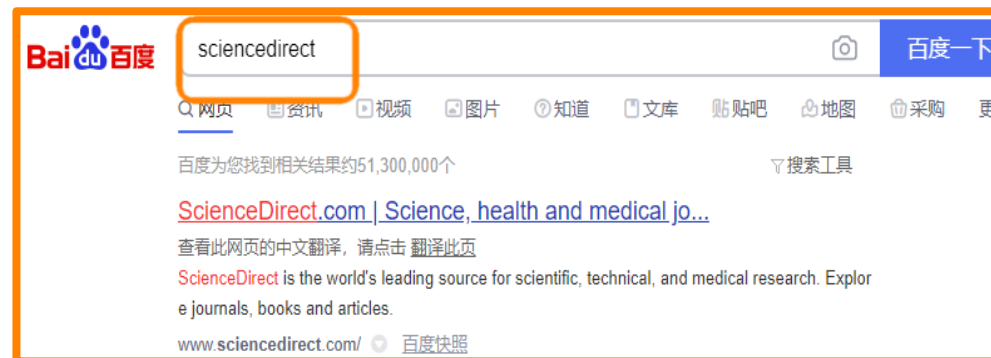 Bai du 百度 sciencedirect 百度一下
网页 资讯 视频 图片 知道 文库 贴吧 地图 采购 更
百度为您找到相关结果约51,300,000个 搜索工具
ScienceDirect.com | Science, health and medical jo...
查看此网页的中文翻译，请点击 翻译此页
ScienceDirect is the world's leading source for scientific, technical, and medical research. Explor
e journals, books and articles.
www.sciencedirect.com/ 百度快照